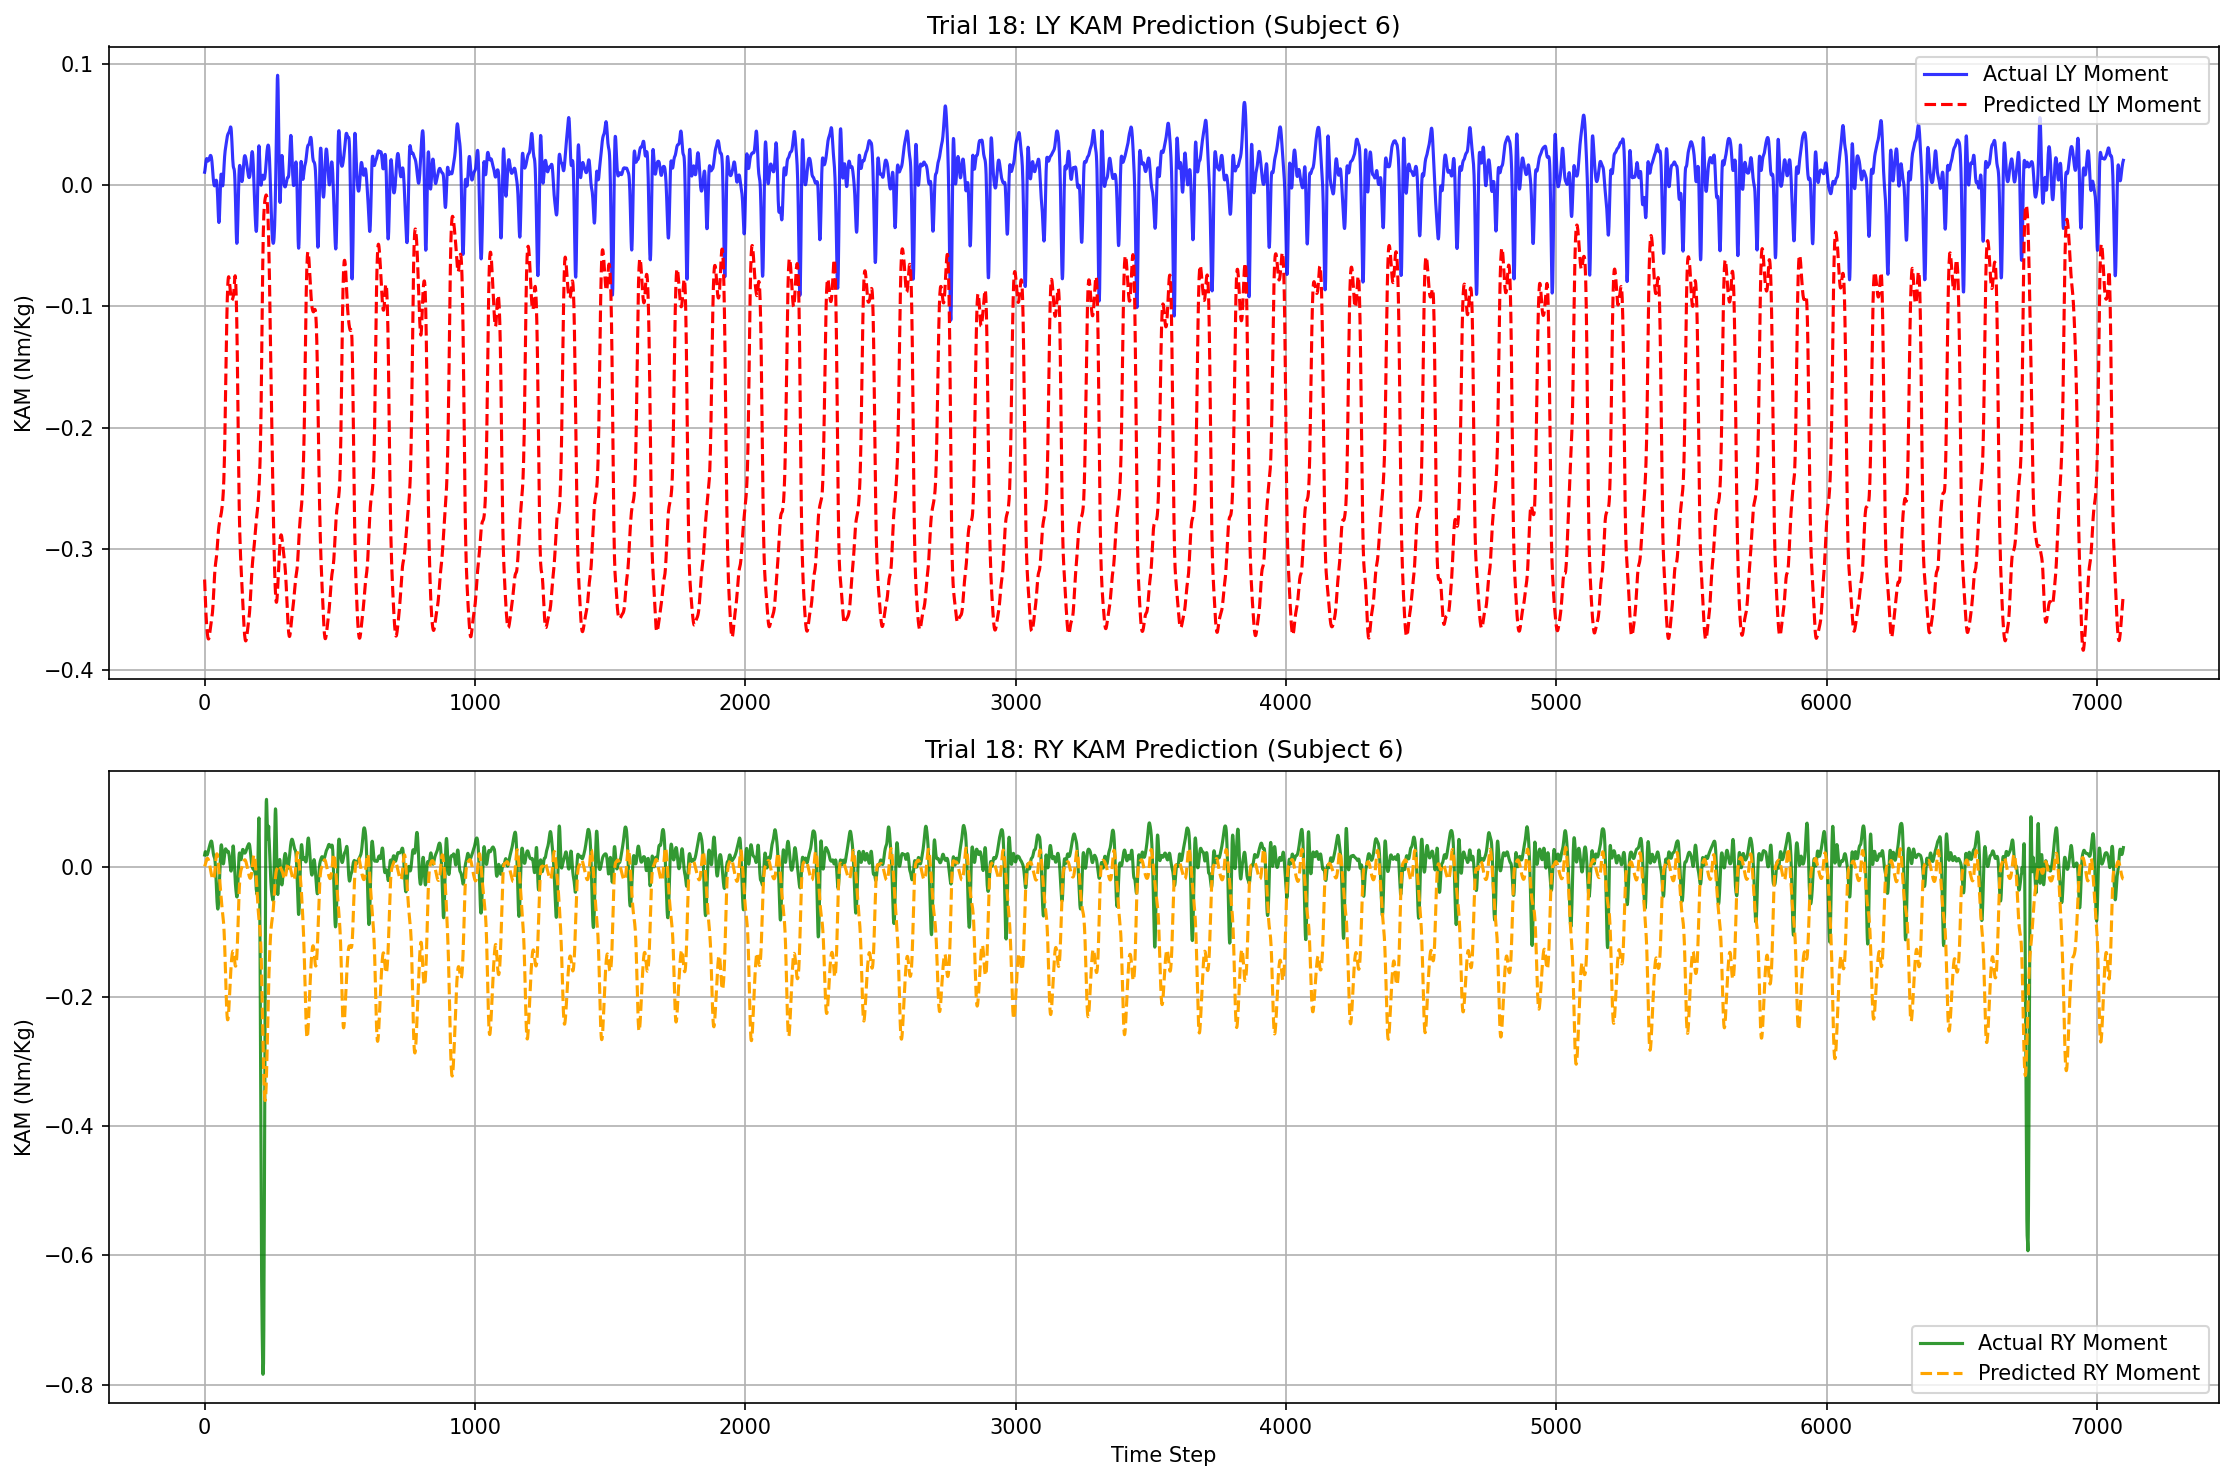 Trial 18: LY KAM Prediction (Subject 6)
KAM (Nm/Kg)
0.1
0.0
−0.1
−0.2
−0.3
−0.4
Actual LY Moment
Predicted LY Moment
0 1000 2000 3000 4000 5000 6000 7000
Trial 18: RY KAM Prediction (Subject 6)
KAM (Nm/Kg)
0.0
−0.2
−0.4
−0.6
−0.8
Actual RY Moment
Predicted RY Moment
0 1000 2000 3000 4000 5000 6000 7000
Time Step